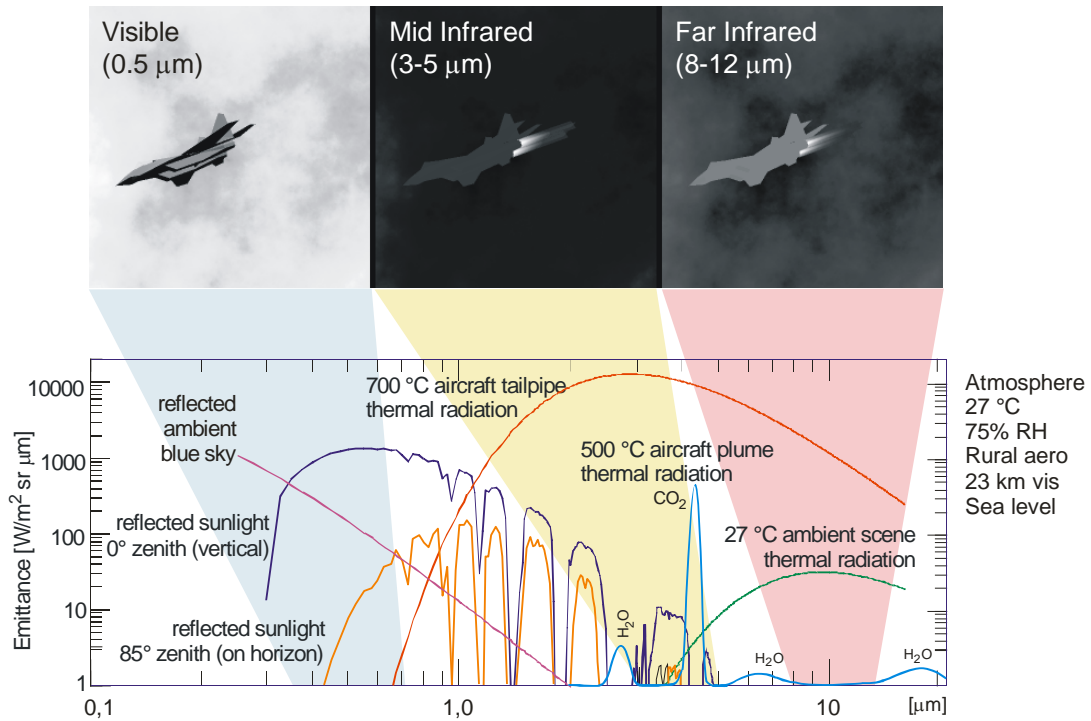 Visible
(0.5 μm)
Mid Infrared
(3-5 μm)
Far Infrared
(8-12 μm)
10000
1000
100
10
1
Emittance [W/m² sr μm]
0,1
1,0
10
[μm]
reflected
ambient
blue sky
reflected sunlight
0° zenith (vertical)
reflected sunlight
85° zenith (on horizon)
700 °C aircraft tailpipe
thermal radiation
500 °C aircraft plume
thermal radiation
CO₂
27 °C ambient scene
thermal radiation
H₂O
H₂O
H₂O
Atmosphere
27 °C
75% RH
Rural aero
23 km vis
Sea level